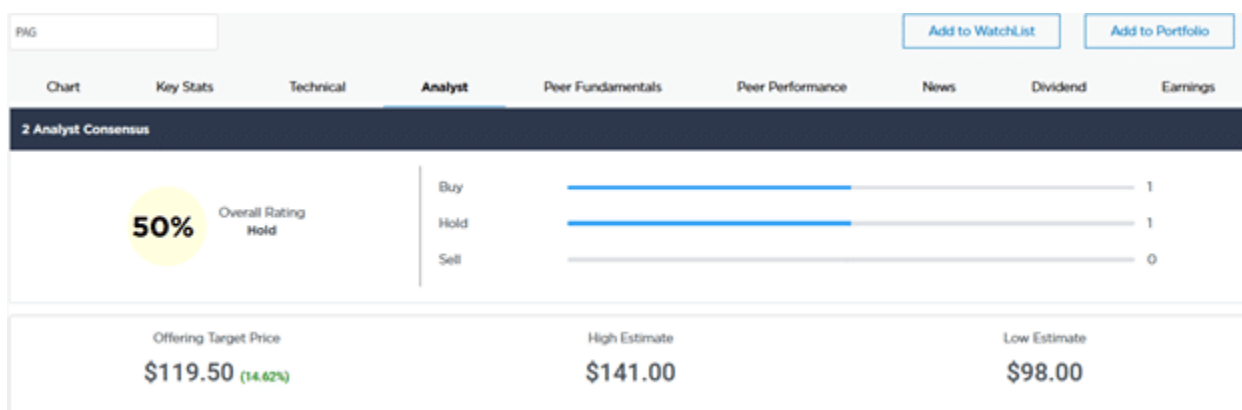 PAG
Add to WatchList
Add to Portfolio
Chart
Key Stats
Technical
Analyst
Peer Fundamentals
Peer Performance
News
Dividend
Earnings
2 Analyst Consensus
50%
Overall Rating
Hold
Buy
1
Hold
1
Sell
0
Offering Target Price
$119.50 (14.62%)
High Estimate
$141.00
Low Estimate
$98.00